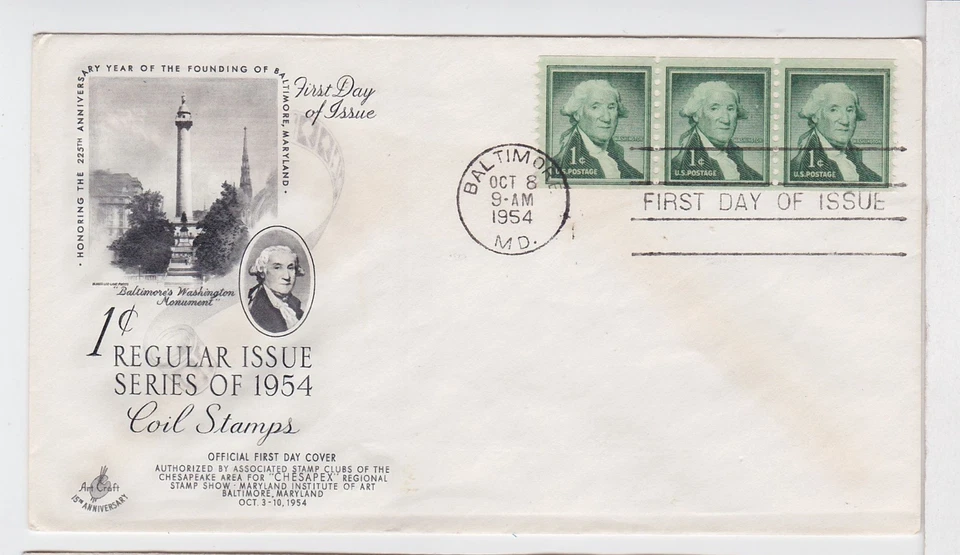 HONORING THE 225TH ANNIVERSARY YEAR OF THE FOUNDING OF BALTIMORE, MARYLAND
First Day
of Issue
"Baltimore's Washington
Monument"
1¢
REGULAR ISSUE
SERIES OF 1954
Coil Stamps
OFFICIAL FIRST DAY COVER
AUTHORIZED BY ASSOCIATED STAMP CLUBS OF THE
CHESAPEAKE AREA FOR "CHESAPEX" REGIONAL
STAMP SHOW · MARYLAND INSTITUTE OF ART
BALTIMORE, MARYLAND
OCT. 3-10, 1954
Art Craft
15TH ANNIVERSARY
BALTIMORE
OCT 8
9-AM
1954
MD.
1¢
U.S. POSTAGE
1¢
U.S. POSTAGE
1¢
U.S. POSTAGE
FIRST DAY OF ISSUE